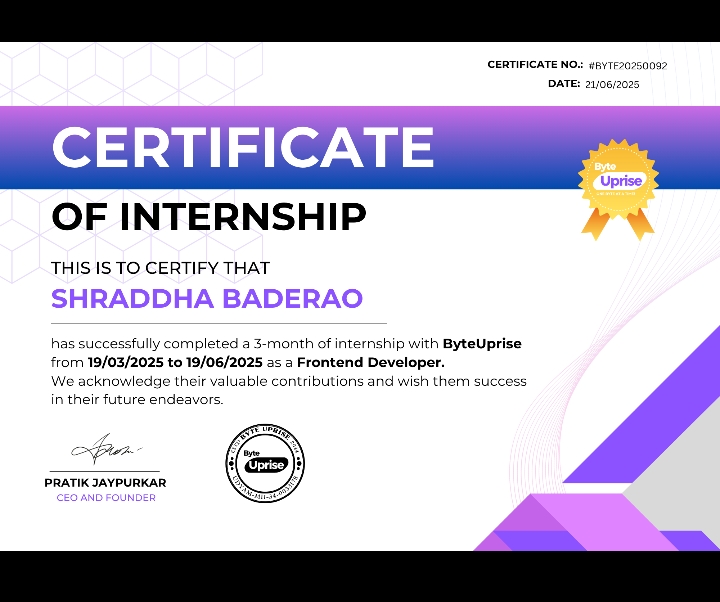 CERTIFICATE NO.: #BYTE20250092
DATE: 21/06/2025
CERTIFICATE
OF INTERNSHIP
Byte
Uprise
THIS IS TO CERTIFY THAT
SHRADDHA BADERAO
has successfully completed a 3-month of internship with ByteUprise
from 19/03/2025 to 19/06/2025 as a Frontend Developer.
We acknowledge their valuable contributions and wish them success
in their future endeavors.
BYTE UPRISE
Byte
Uprise
PRATIK JAYPURKAR
CEO AND FOUNDER